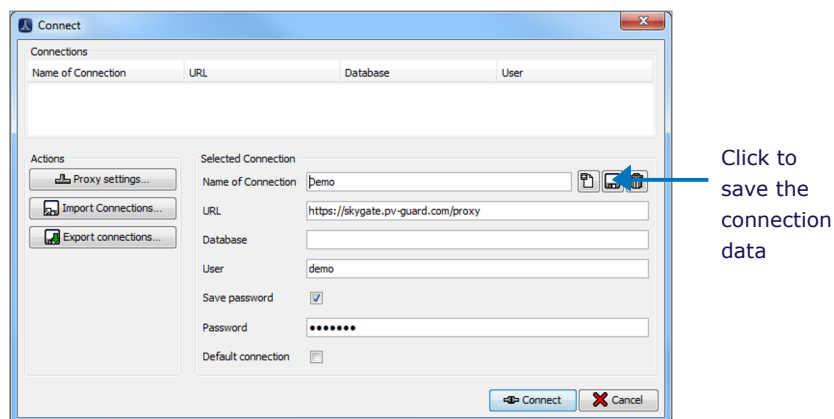 Connect
Connections
Name of Connection URL Database User
Actions
Selected Connection
Proxy settings...
Name of Connection Demo
Import Connections...
URL https://skygate.pv-guard.com/proxy
Export connections...
Database
User demo
Save password
Password •••••••
Default connection
Connect Cancel
Click to
save the
connection
data